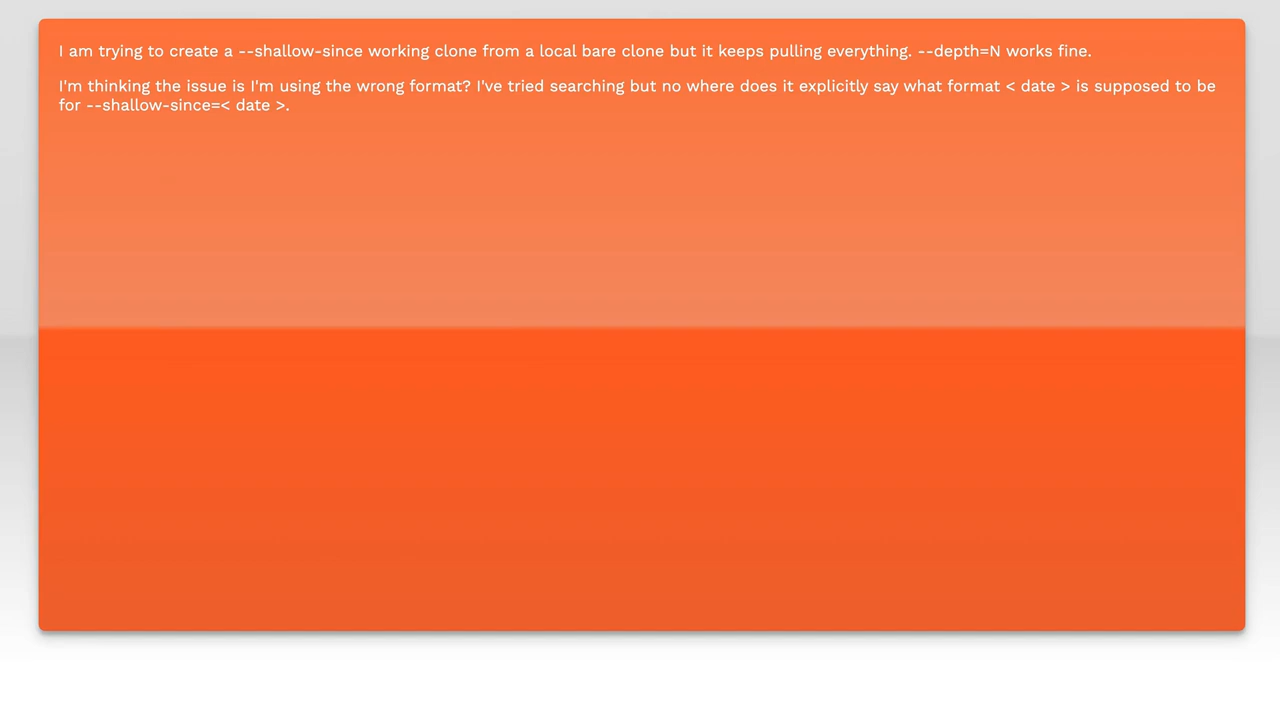 I am trying to create a --shallow-since working clone from a local bare clone but it keeps pulling everything. --depth=N works fine.
I'm thinking the issue is I'm using the wrong format? I've tried searching but no where does it explicitly say what format < date > is supposed to be
for --shallow-since=< date >.